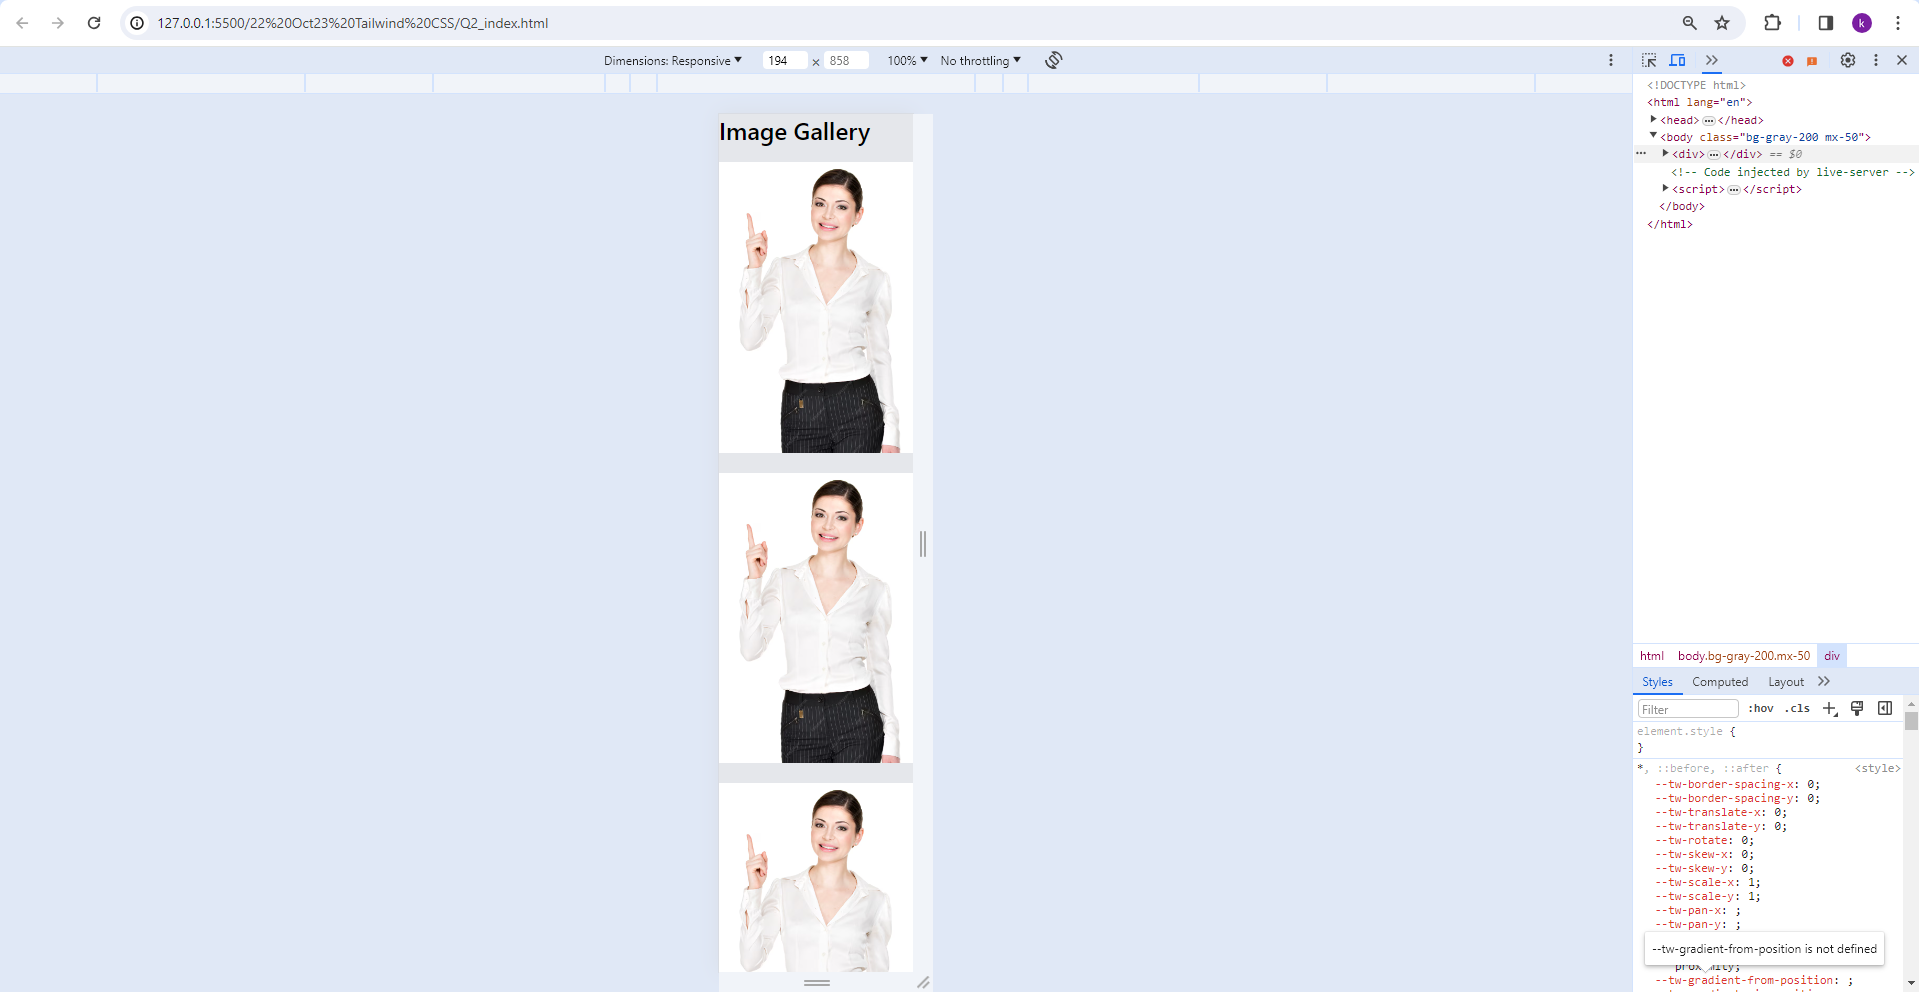 127.0.0.1:5500/22%20Oct23%20Tailwind%20CSS/Q2_index.html
k
Dimensions: Responsive
194 × 858
100%
No throttling
Image Gallery
<!DOCTYPE html>
<html lang="en">
<head>…</head>
<body class="bg-gray-200 mx-50">
<div>…</div> == $0
<!-- Code injected by live-server -->
<script>…</script>
</body>
</html>
html body.bg-gray-200.mx-50 div
Styles Computed Layout
Filter :hov .cls
element.style {
}
*, ::before, ::after { <style>
--tw-border-spacing-x: 0;
--tw-border-spacing-y: 0;
--tw-translate-x: 0;
--tw-translate-y: 0;
--tw-rotate: 0;
--tw-skew-x: 0;
--tw-skew-y: 0;
--tw-scale-x: 1;
--tw-scale-y: 1;
--tw-pan-x: ;
--tw-pan-y: ;
--tw-gradient-from-position is not defined
--tw-gradient-from-position: ;